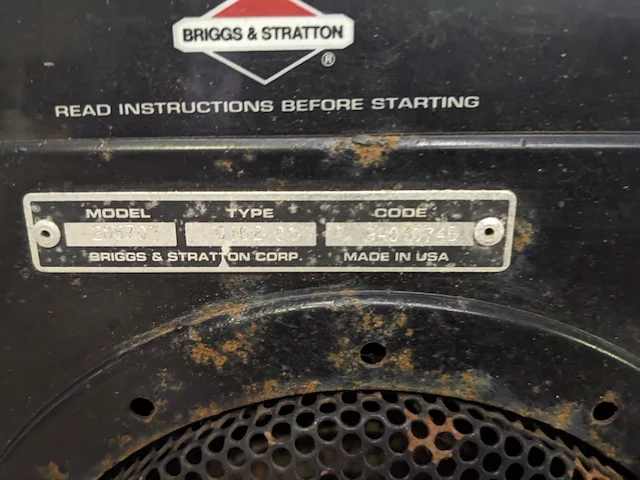 BRIGGS & STRATTON
®
READ INSTRUCTIONS BEFORE STARTING
MODEL TYPE CODE
BRIGGS & STRATTON CORP. MADE IN USA